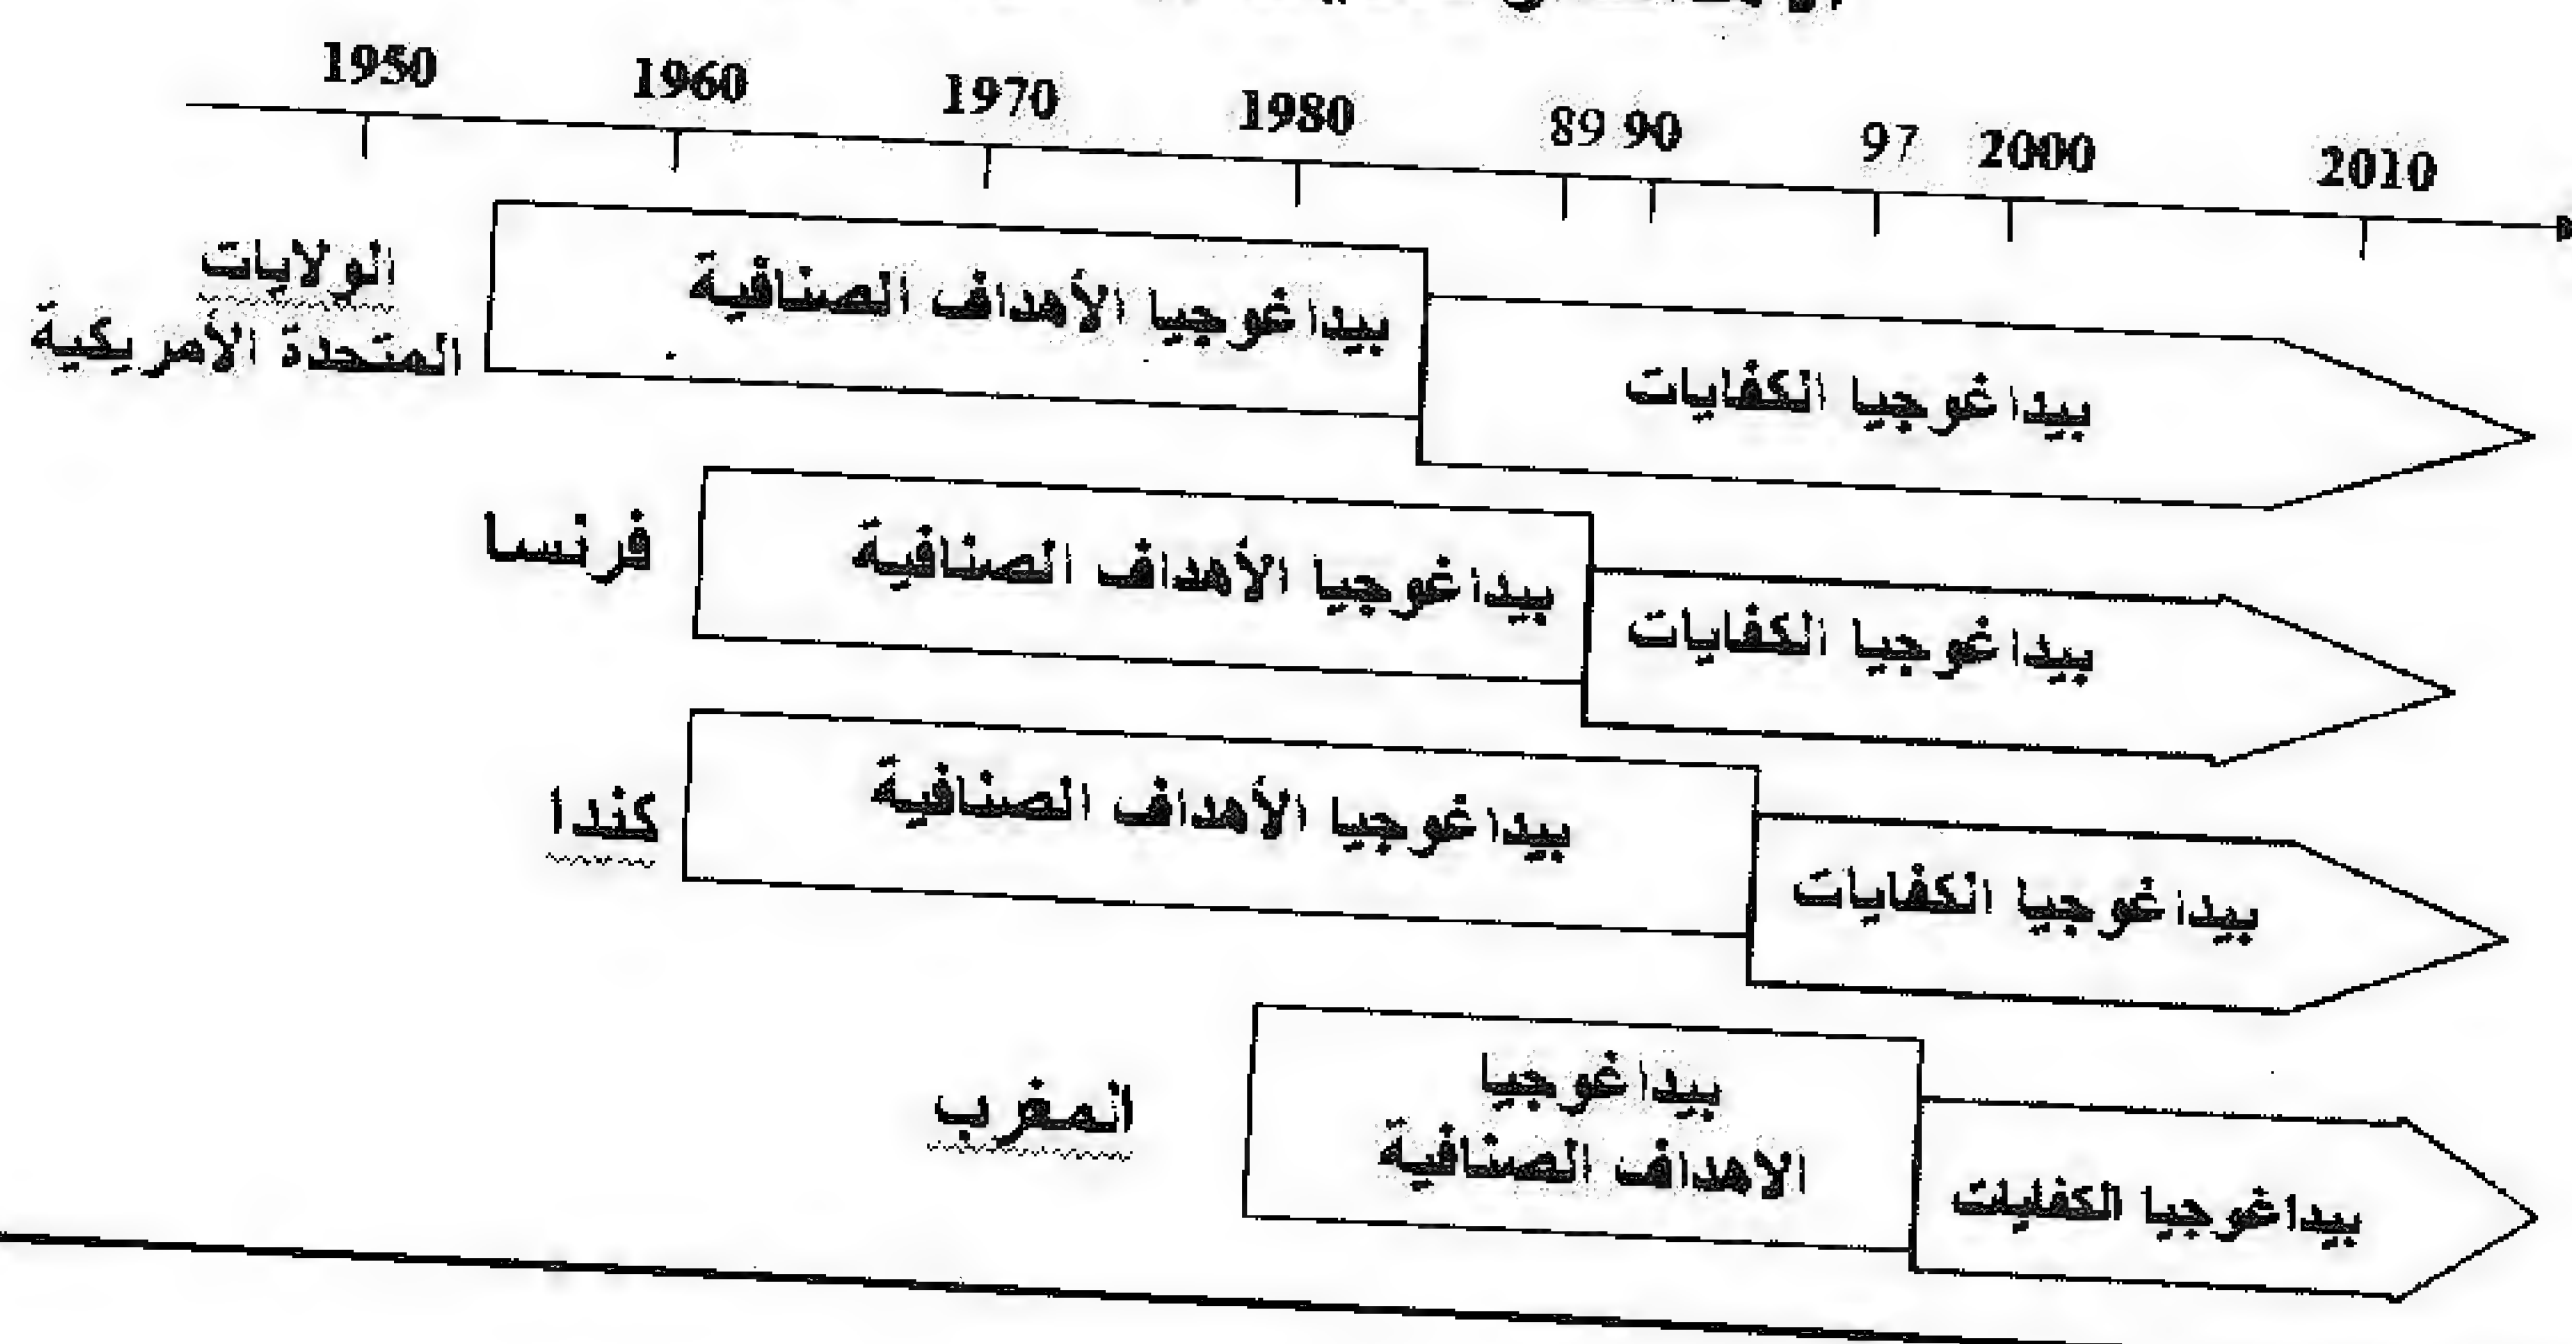 1950 1960 1970 1980 89 90 97 2000 2010
الولايات
المتحدة الأمريكية
بيداغوجيا الأهداف الصنافية
بيداغوجيا الكفايات
فرنسا
بيداغوجيا الأهداف الصنافية
بيداغوجيا الكفايات
كندا
بيداغوجيا الأهداف الصنافية
بيداغوجيا الكفايات
المغرب
بيداغوجيا
الاهداف الصنافية
بيداغوجيا الكفايات